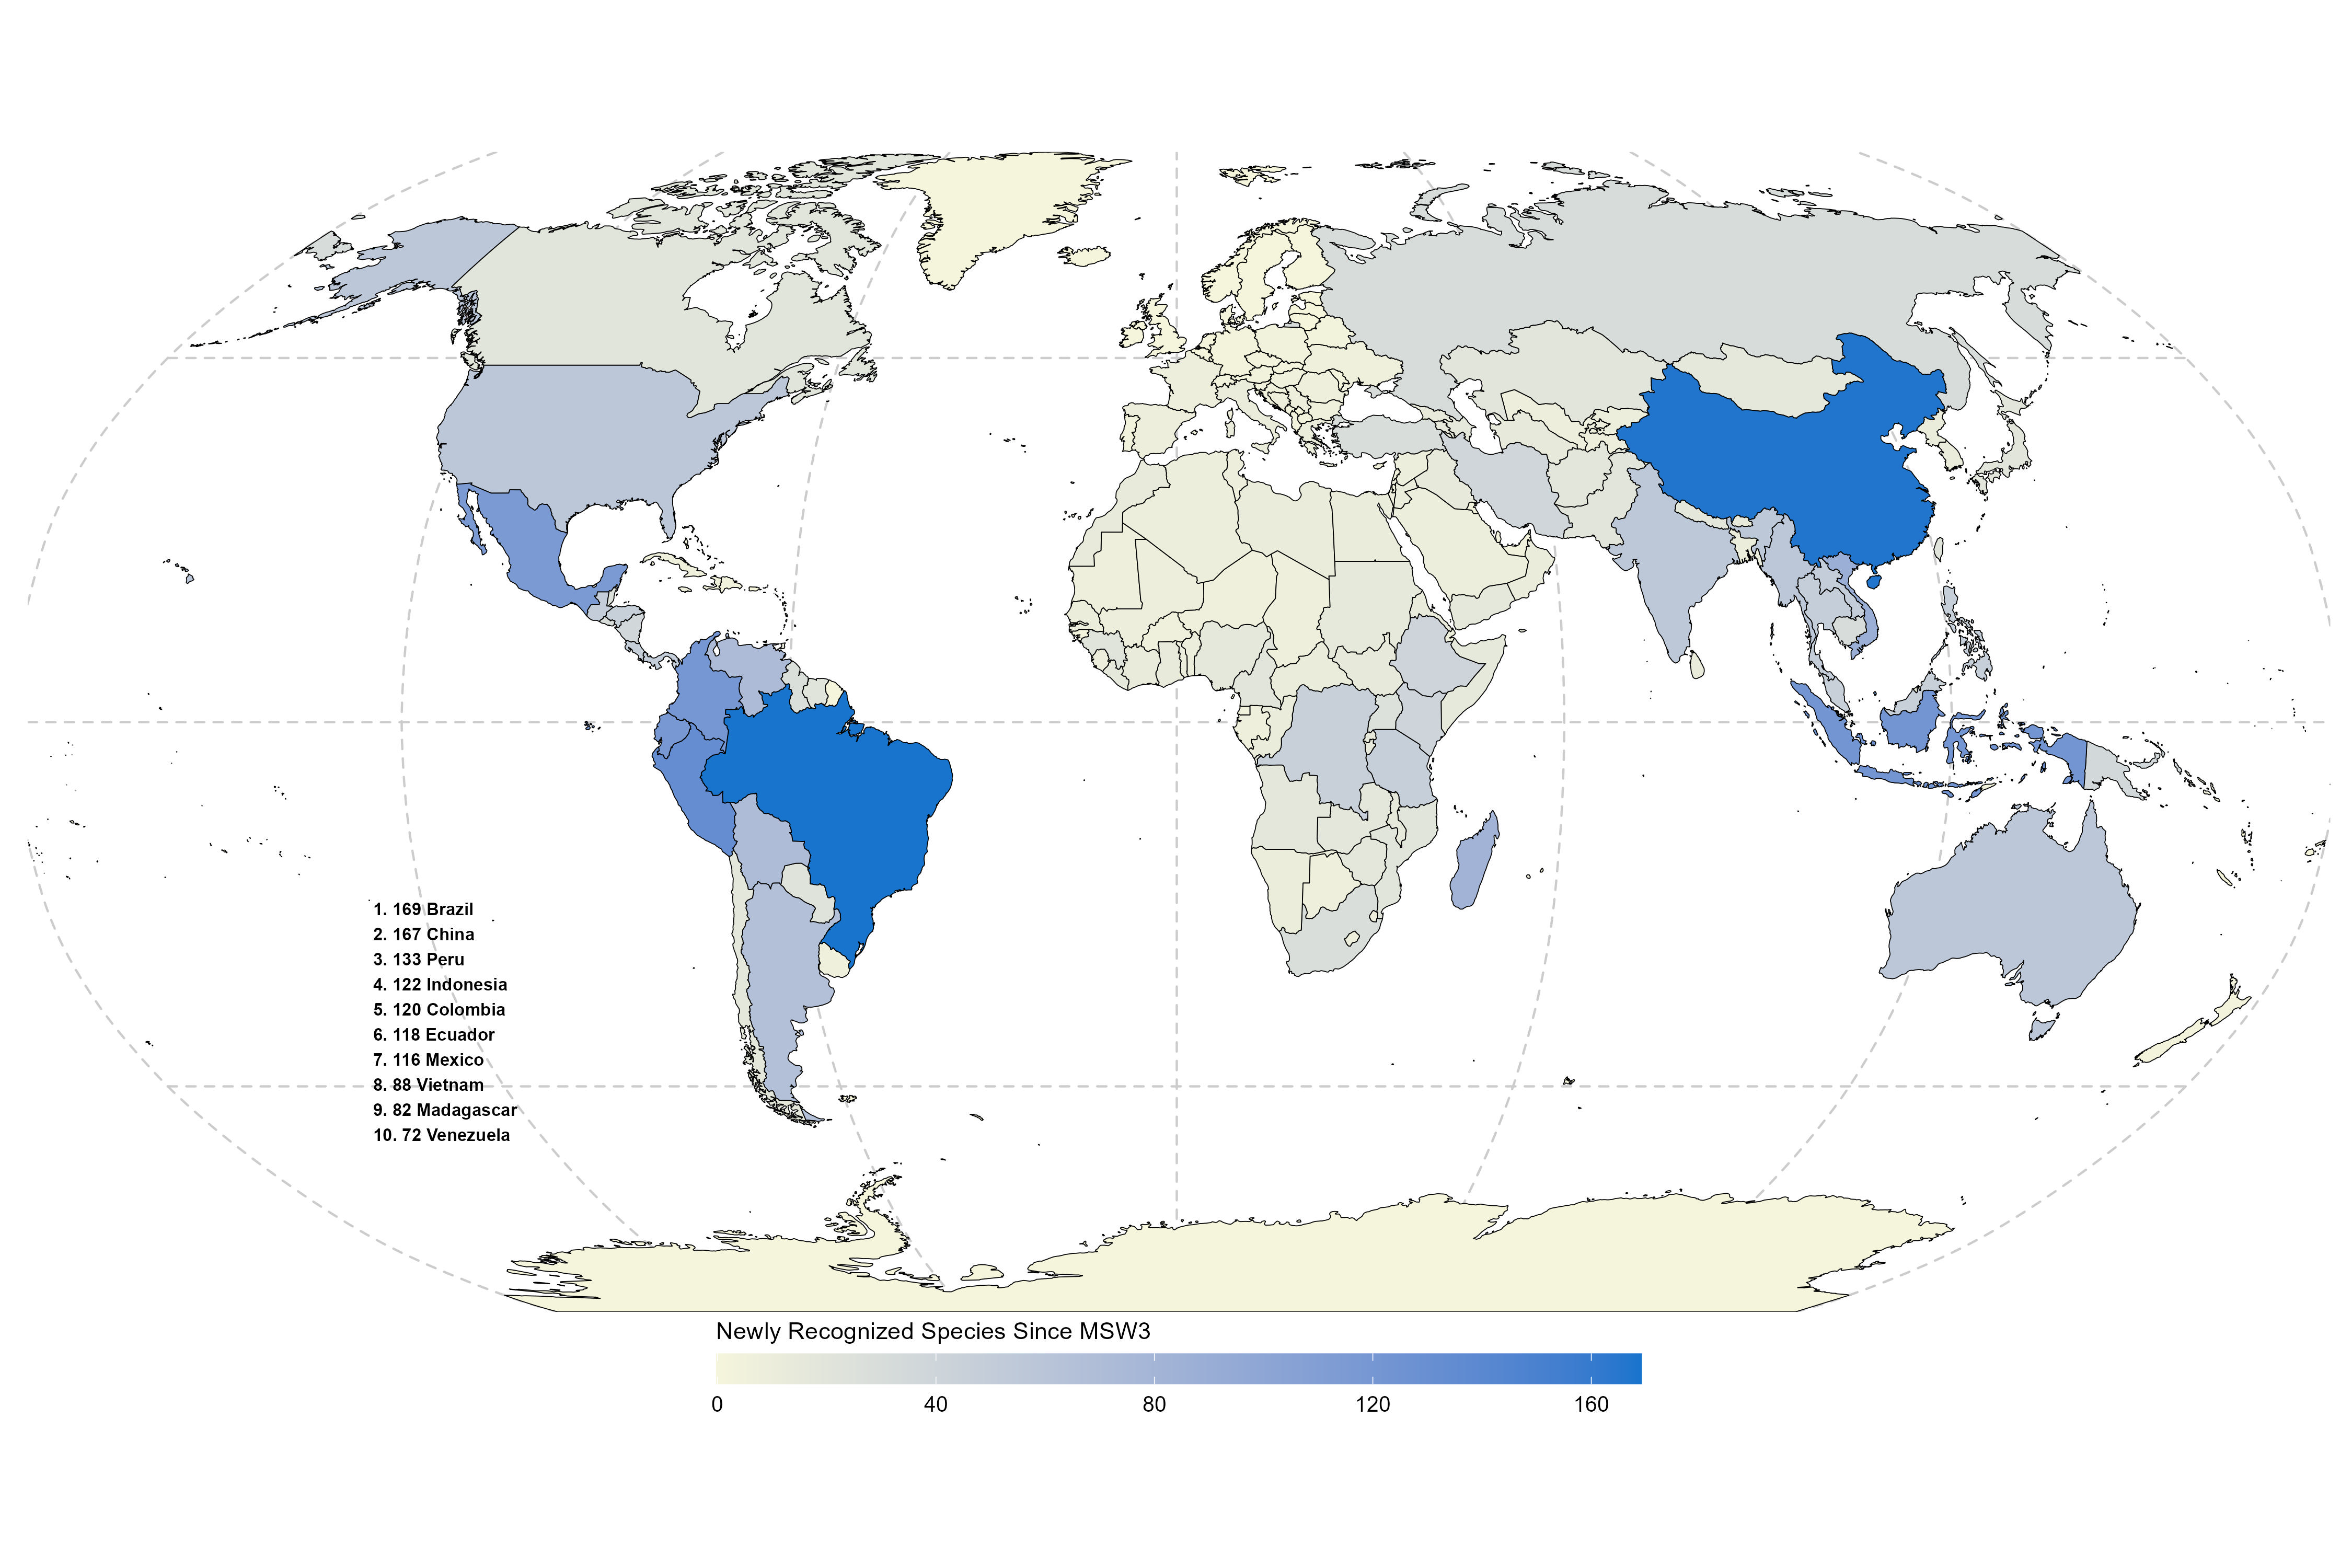 1. 169 Brazil
2. 167 China
3. 133 Peru
4. 122 Indonesia
5. 120 Colombia
6. 118 Ecuador
7. 116 Mexico
8. 88 Vietnam
9. 82 Madagascar
10. 72 Venezuela
Newly Recognized Species Since MSW3
0 40 80 120 160